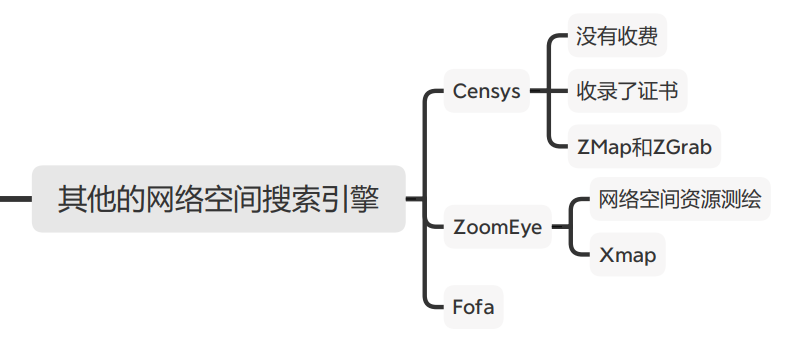 其他的网络空间搜索引擎
Censys
没有收费
收录了证书
ZMap和ZGrab
ZoomEye
网络空间资源测绘
Xmap
Fofa